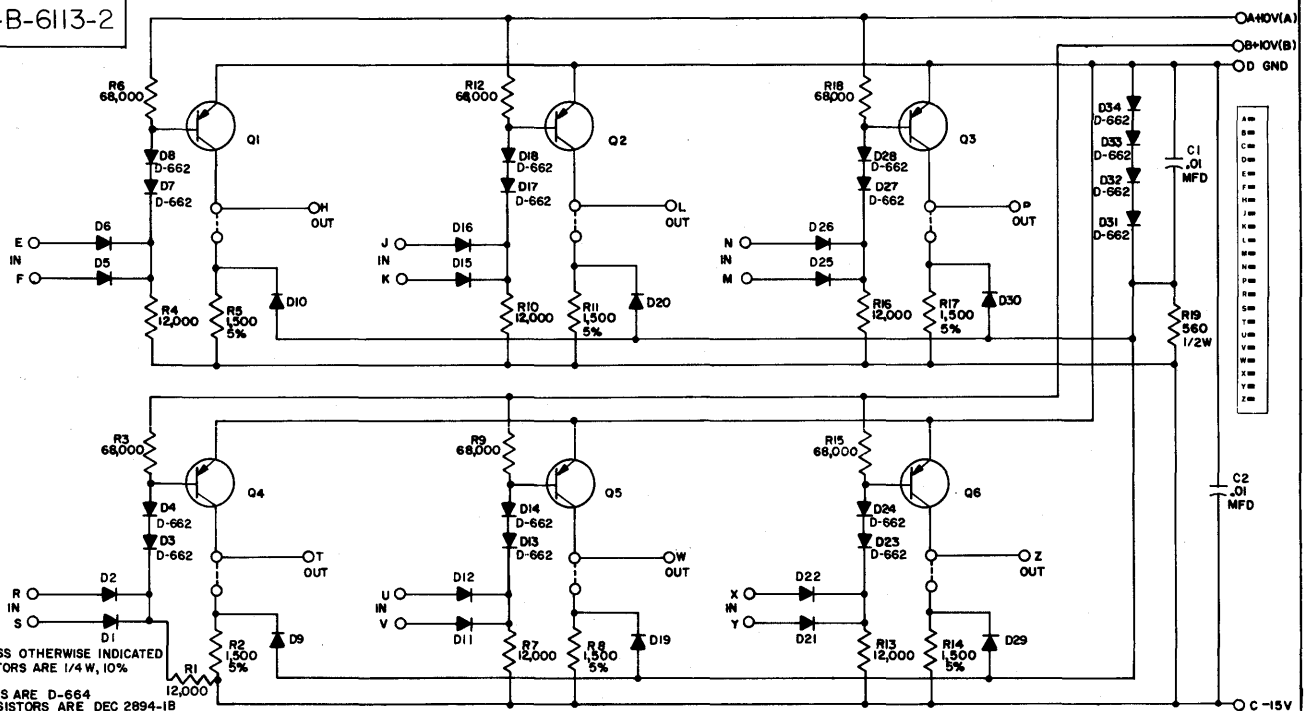 -B-6113-2
A+10V(A)
B+10V(B)
D GND
R6
68,000
Q1
D8
D-662
D7
D-662
H
OUT
D6
E
IN
F
D5
R4
12,000
R5
1,500
5%
D10
R12
68,000
Q2
D18
D-662
D17
D-662
L
OUT
D16
J
IN
K
D15
R10
12,000
R11
1,500
5%
D20
R18
68,000
Q3
D28
D-662
D27
D-662
P
OUT
D26
N
IN
M
D25
R16
12,000
R17
1,500
5%
D30
D34
D-662
D33
D-662
D32
D-662
D31
D-662
C1
.01
MFD
R19
560
1/2W
A
B
C
D
E
F
H
J
K
L
M
N
P
R
S
T
U
V
W
X
Y
Z
R3
68,000
Q4
D4
D-662
D3
D-662
T
OUT
D2
R
IN
S
D1
R1
12,000
R2
1,500
5%
D9
R9
68,000
Q5
D14
D-662
D13
D-662
W
OUT
D12
U
IN
V
D11
R7
12,000
R8
1,500
5%
D19
R15
68,000
Q6
D24
D-662
D23
D-662
Z
OUT
D22
X
IN
Y
D21
R13
12,000
R14
1,500
5%
D29
C2
.01
MFD
SS OTHERWISE INDICATED
TORS ARE 1/4 W, 10%
S ARE D-664
SISTORS ARE DEC 2894-1B
C -15V